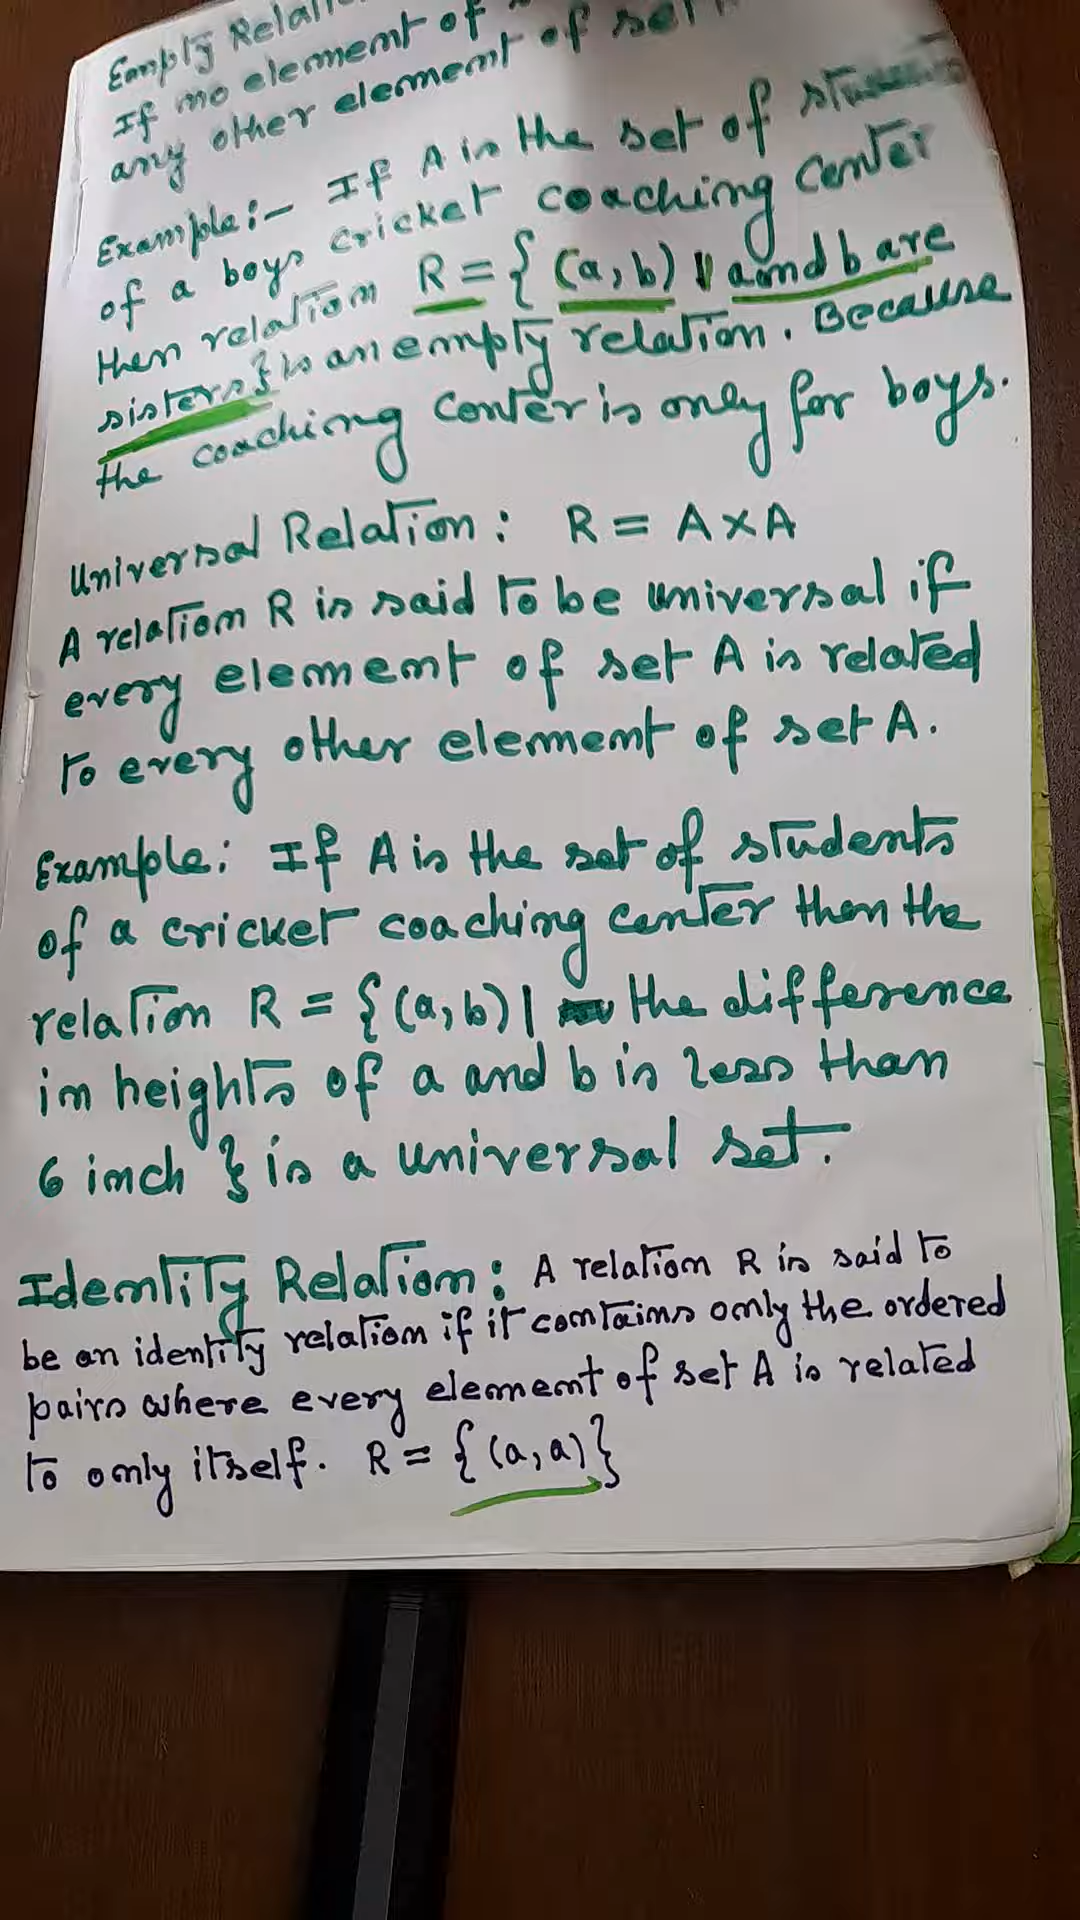 Empty Relation
If no element of
any other element of set
Example:- If A is the set of students
of a boys cricket coaching center
then relation R = { (a,b) | a and b are
sisters } is an empty relation. Because
the coaching center is only for boys.
Universal Relation: R = A×A
A relation R is said to be universal if
every element of set A is related
to every other element of set A.
Example: If A is the set of students
of a cricket coaching center then the
relation R = {(a,b) | the difference
in heights of a and b is less than
6 inch } is a universal set.
Identity Relation: A relation R is said to
be an identity relation if it contains only the ordered
pairs where every element of set A is related
to only itself. R = {(a,a)}